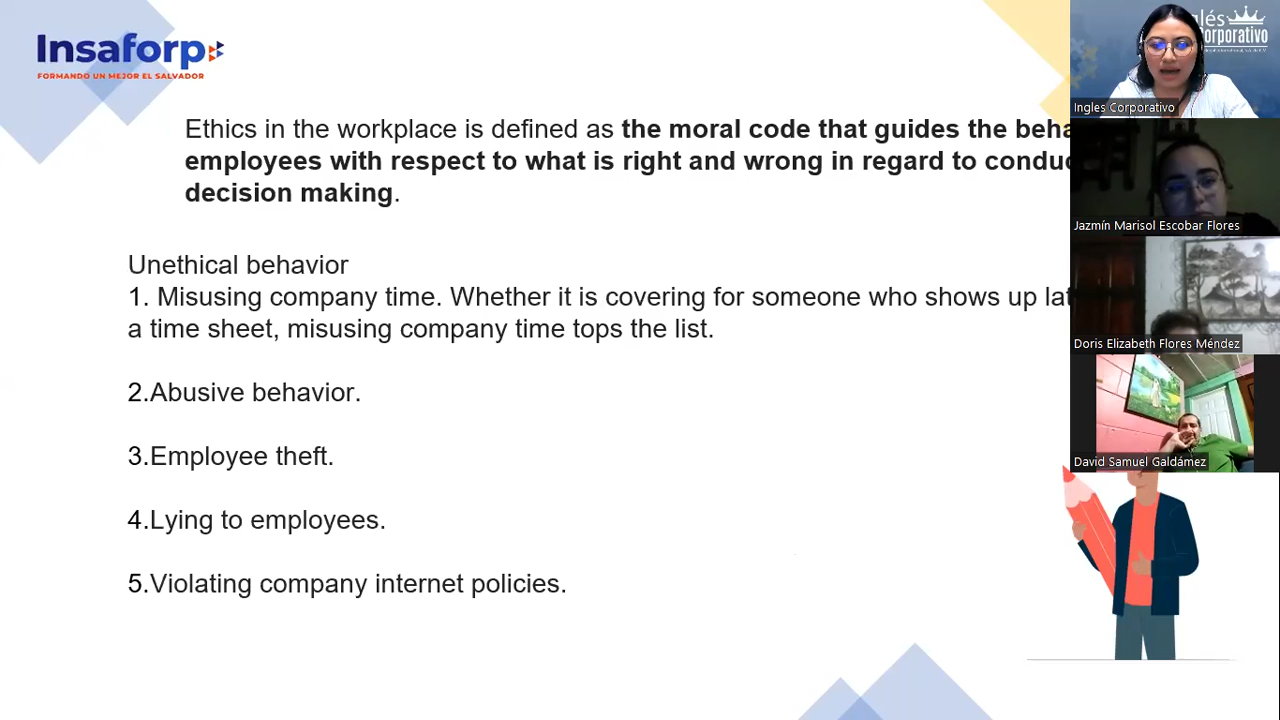 Insaforp
FORMANDO UN MEJOR EL SALVADOR
Ethics in the workplace is defined as the moral code that guides the
employees with respect to what is right and wrong in regard to
decision making.
Unethical behavior
1. Misusing company time. Whether it is covering for someone who shows up
a time sheet, misusing company time tops the list.
2.Abusive behavior.
3.Employee theft.
4.Lying to employees.
5.Violating company internet policies.
Ingles Corporativo
Jazmín Marisol Escobar Flores
Doris Elizabeth Flores Méndez
David Samuel Galdámez